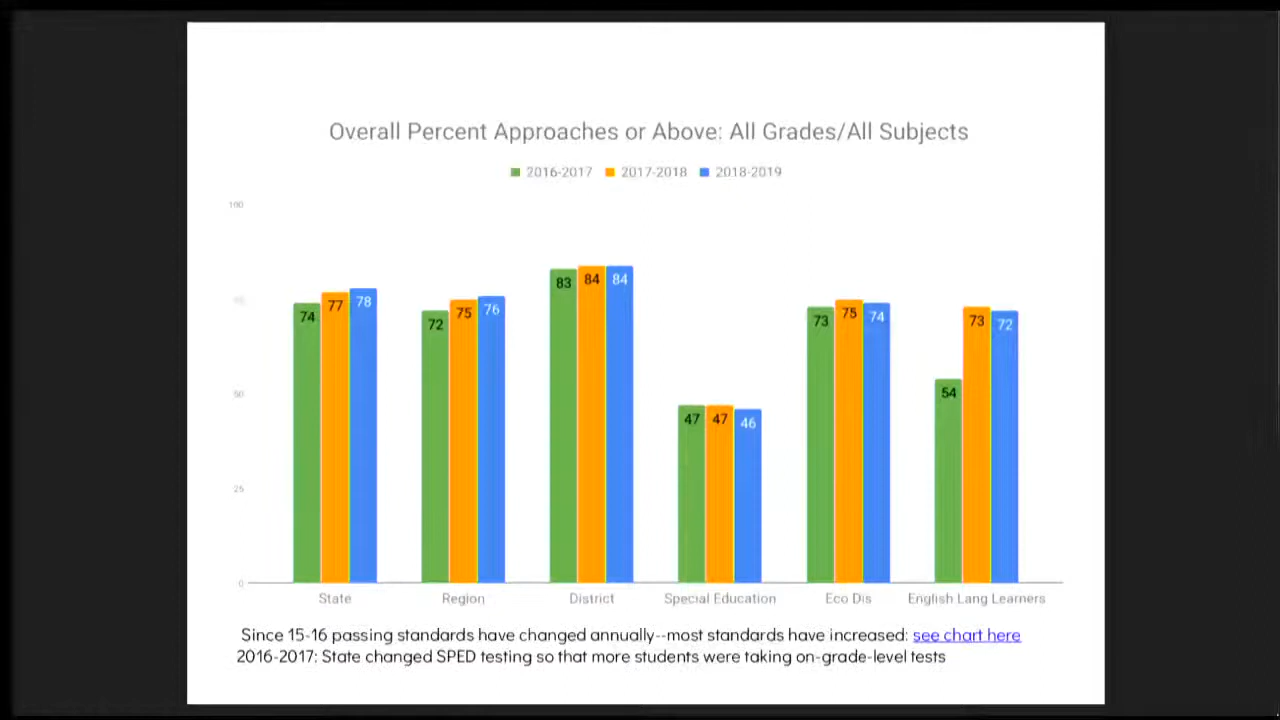 Overall Percent Approaches or Above: All Grades/All Subjects
2016-2017 2017-2018 2018-2019
100
50
25
0
74 77 78
72 75 76
83 84 84
47 47 46
73 75 74
54 73 72
State Region District Special Education Eco Dis English Lang Learners
Since 15-16 passing standards have changed annually--most standards have increased: see chart here
2016-2017: State changed SPED testing so that more students were taking on-grade-level tests